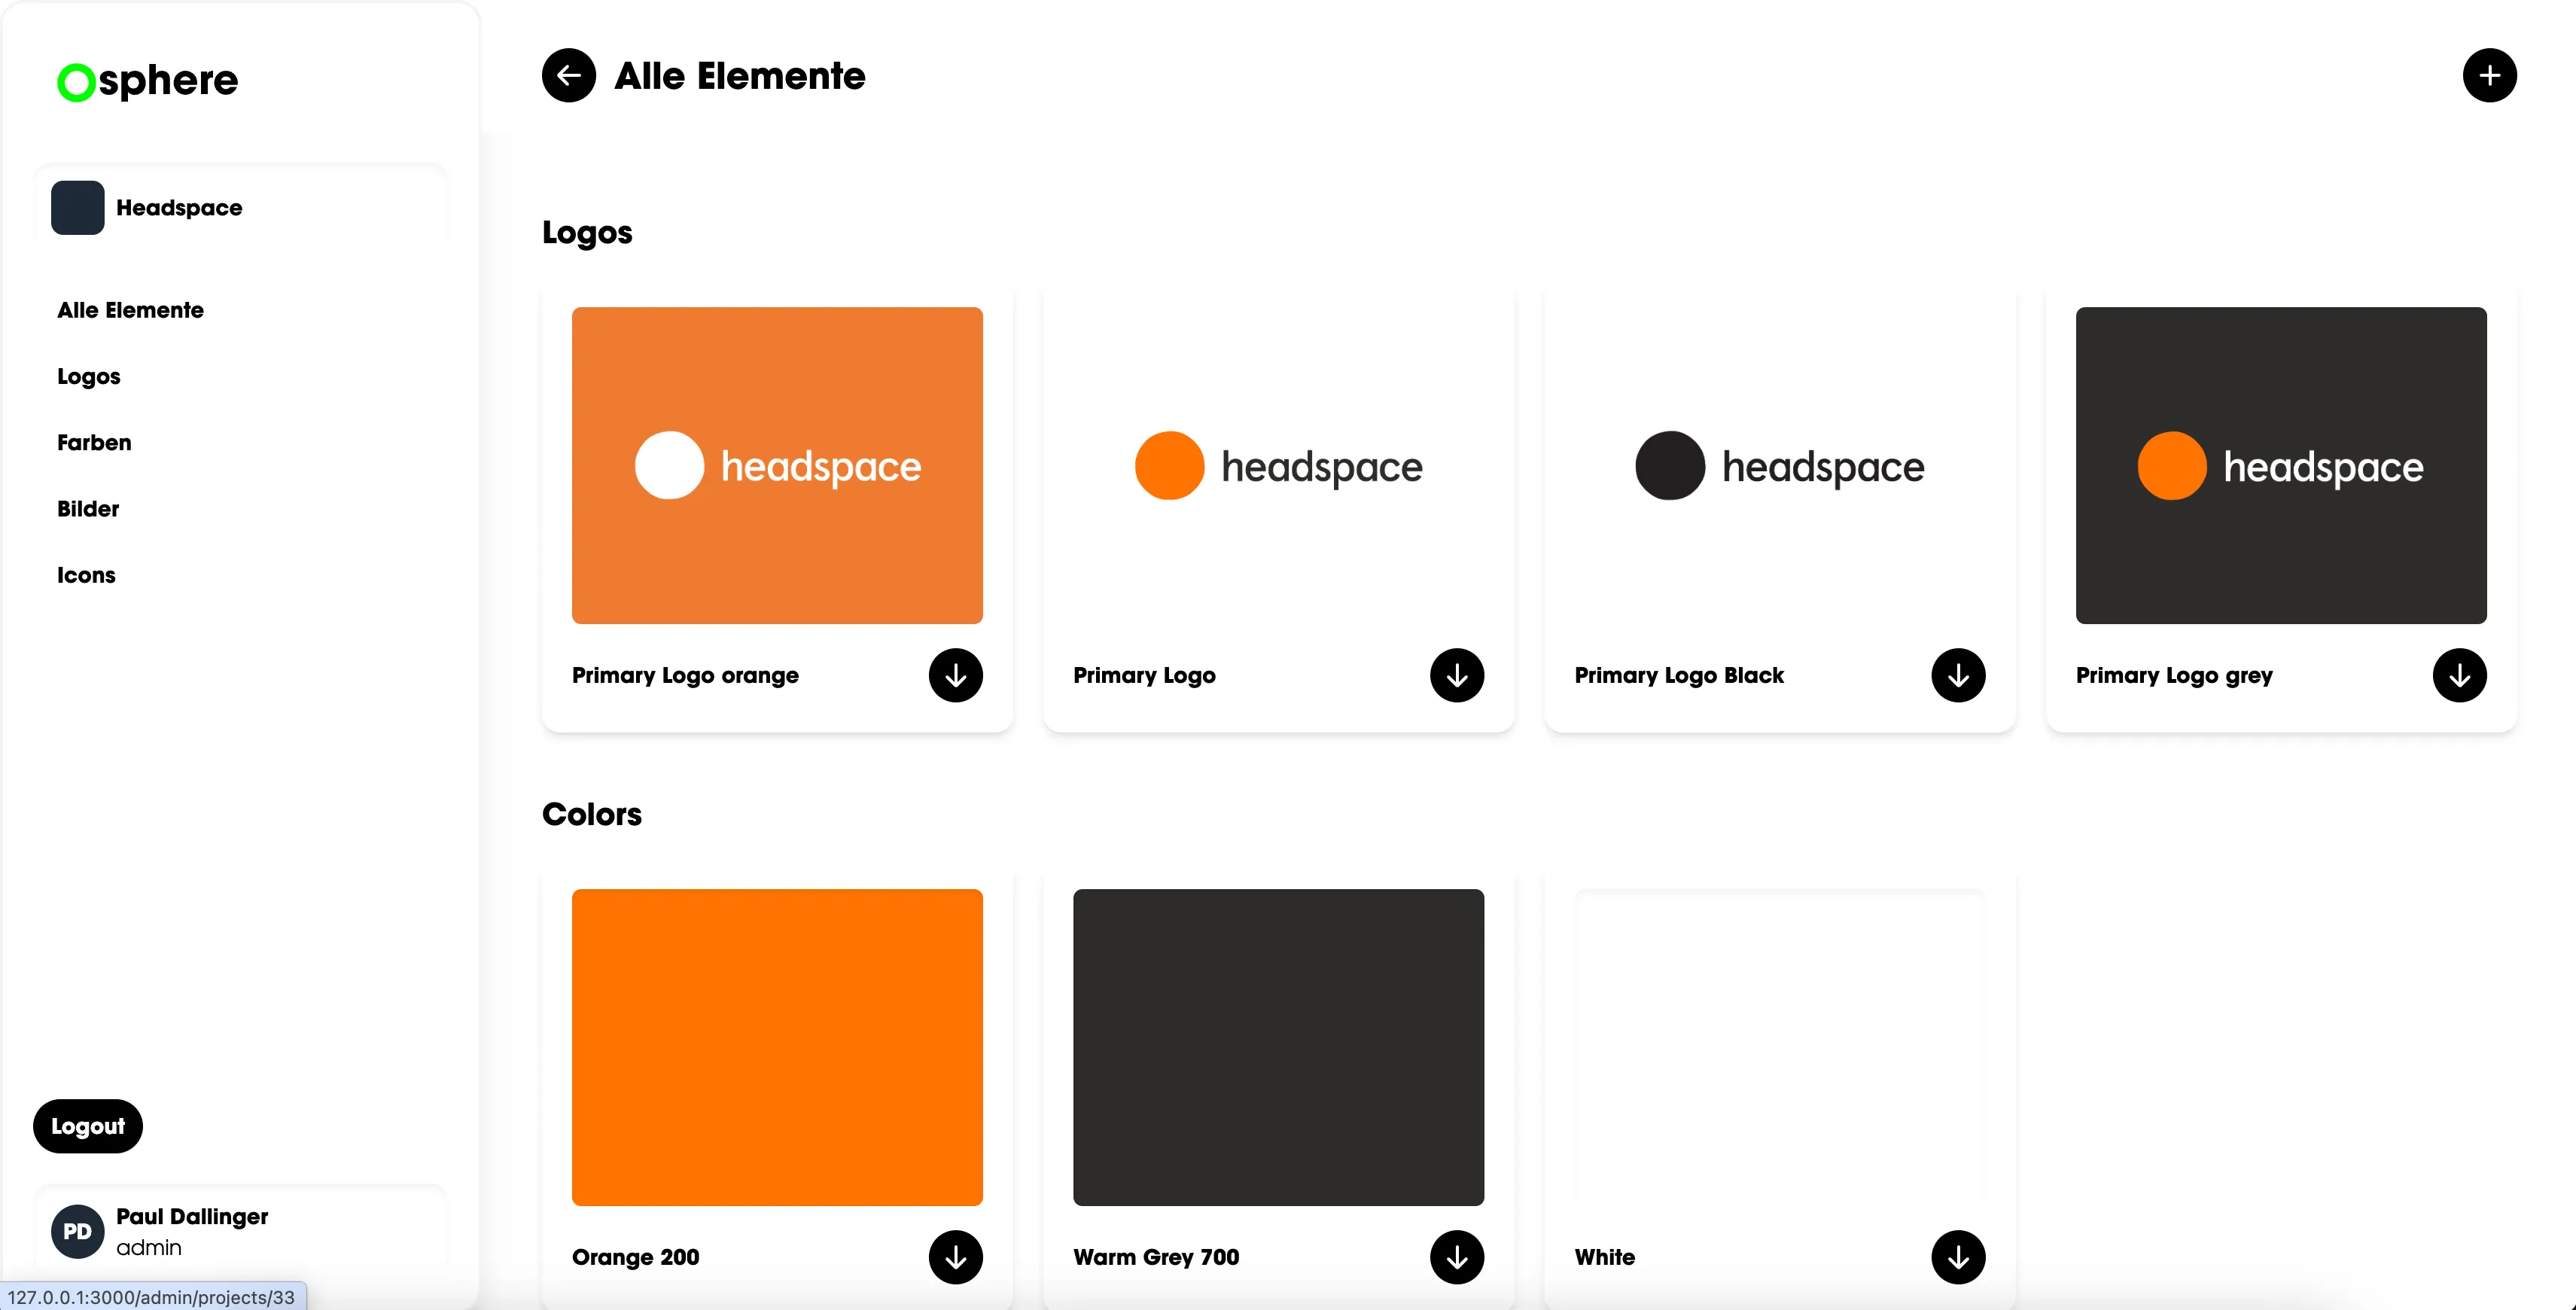 sphere
Headspace
Alle Elemente
Logos
Farben
Bilder
Icons
Logout
PD
Paul Dallinger
admin
127.0.0.1:3000/admin/projects/33
Alle Elemente
Logos
headspace
headspace
headspace
headspace
Primary Logo orange
Primary Logo
Primary Logo Black
Primary Logo grey
Colors
Orange 200
Warm Grey 700
White